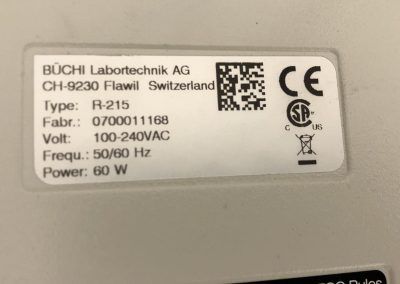 BÜCHI Labortechnik AG
CH-9230 Flawil Switzerland
Type: R-215
Fabr.: 0700011168
Volt: 100-240VAC
Frequ.: 50/60 Hz
Power: 60 W
CE
C US
Rules